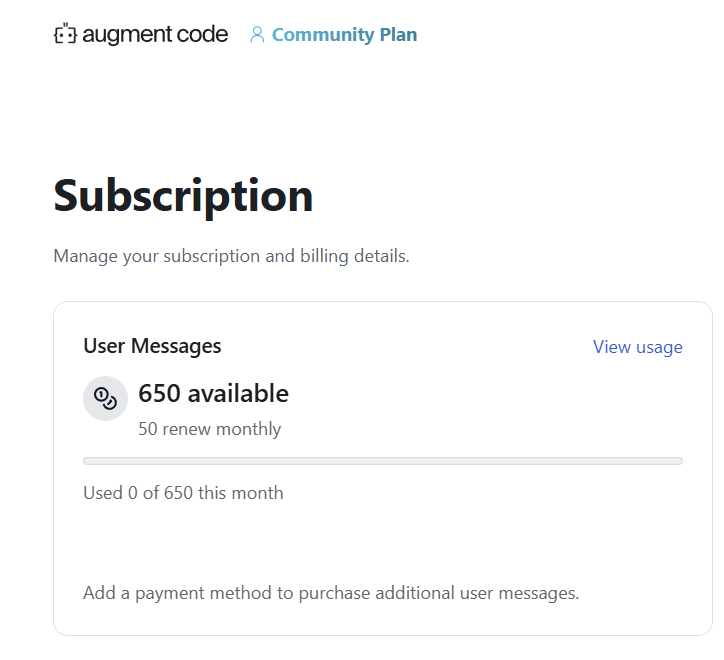 augment code Community Plan
Subscription
Manage your subscription and billing details.
User Messages View usage
650 available
50 renew monthly
Used 0 of 650 this month
Add a payment method to purchase additional user messages.